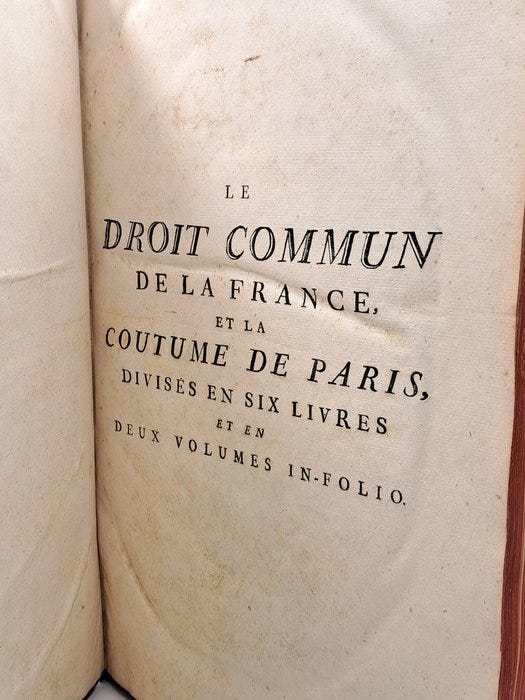 LE
DROIT COMMUN
DE LA FRANCE,
ET LA
COUTUME DE PARIS,
DIVISÉS EN SIX LIVRES
ET EN
DEUX VOLUMES IN-FOLIO.